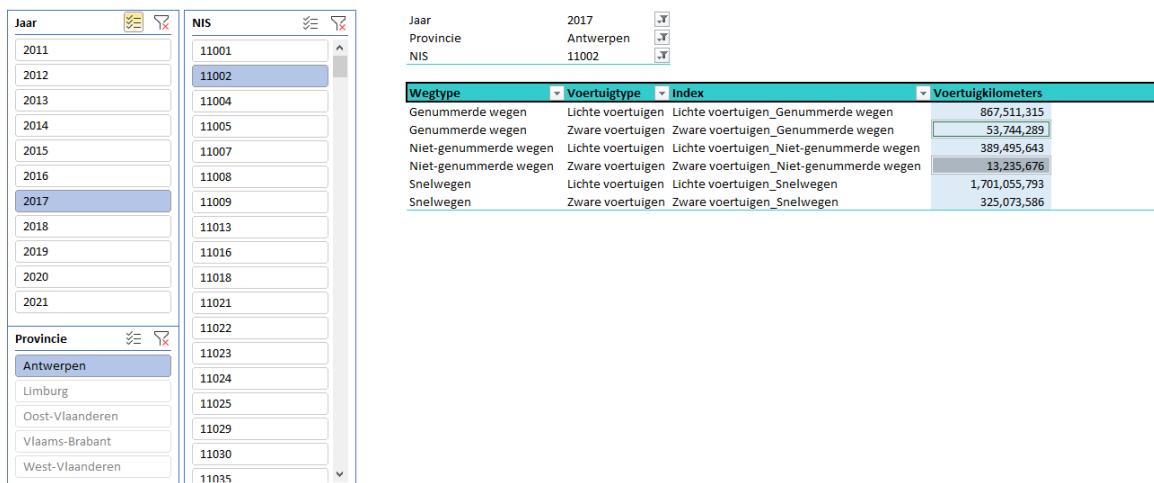 Jaar
2011
2012
2013
2014
2015
2016
2017
2018
2019
2020
2021
Provincie
Antwerpen
Limburg
Oost-Vlaanderen
Vlaams-Brabant
West-Vlaanderen
NIS
11001
11002
11004
11005
11007
11008
11009
11013
11016
11018
11021
11022
11023
11024
11025
11029
11030
11035
Jaar 2017
Provincie Antwerpen
NIS 11002
Wegtype Voertuigtype Index Voertuigkilometers
Genummerde wegen Lichte voertuigen Lichte voertuigen_Genummerde wegen 867,511,315
Genummerde wegen Zware voertuigen Zware voertuigen_Genummerde wegen 53,744,289
Niet-genummerde wegen Lichte voertuigen Lichte voertuigen_Niet-genummerde wegen 389,495,643
Niet-genummerde wegen Zware voertuigen Zware voertuigen_Niet-genummerde wegen 13,235,676
Snelwegen Lichte voertuigen Lichte voertuigen_Snelwegen 1,701,055,793
Snelwegen Zware voertuigen Zware voertuigen_Snelwegen 325,073,586